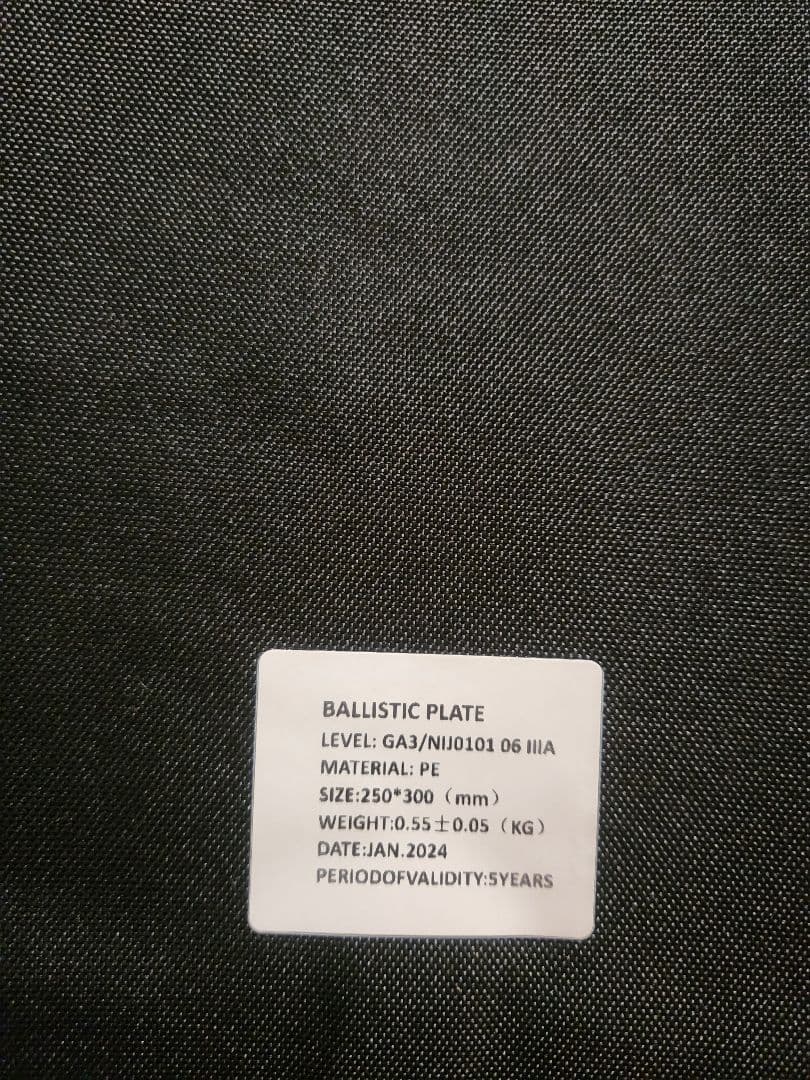 BALLISTIC PLATE
LEVEL: GA3/NIJ0101 06 IIIA
MATERIAL: PE
SIZE:250*300（mm）
WEIGHT:0.55±0.05（KG）
DATE:JAN.2024
PERIODOFVALIDITY:5YEARS